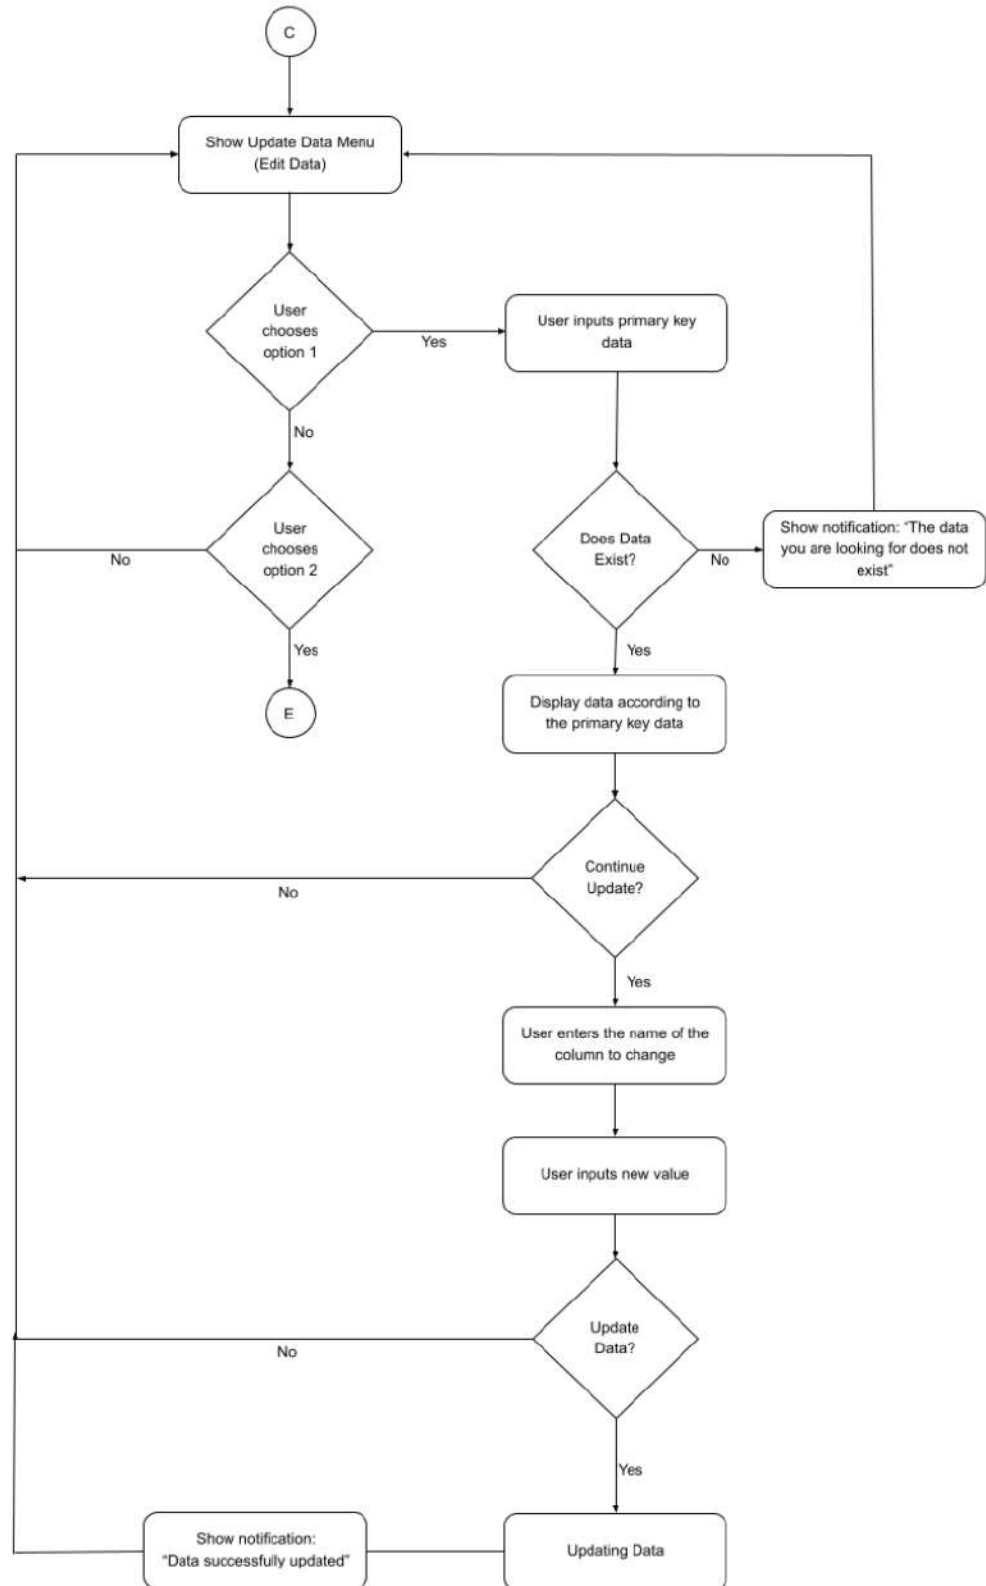 C
Show Update Data Menu
(Edit Data)
User
chooses
option 1
Yes
User inputs primary key
data
No
User
chooses
option 2
No
Yes
E
Does Data
Exist?
No
Show notification: “The data
you are looking for does not
exist”
Yes
Display data according to
the primary key data
Continue
Update?
No
Yes
User enters the name of the
column to change
User inputs new value
Update
Data?
No
Yes
Updating Data
Show notification:
“Data successfully updated”